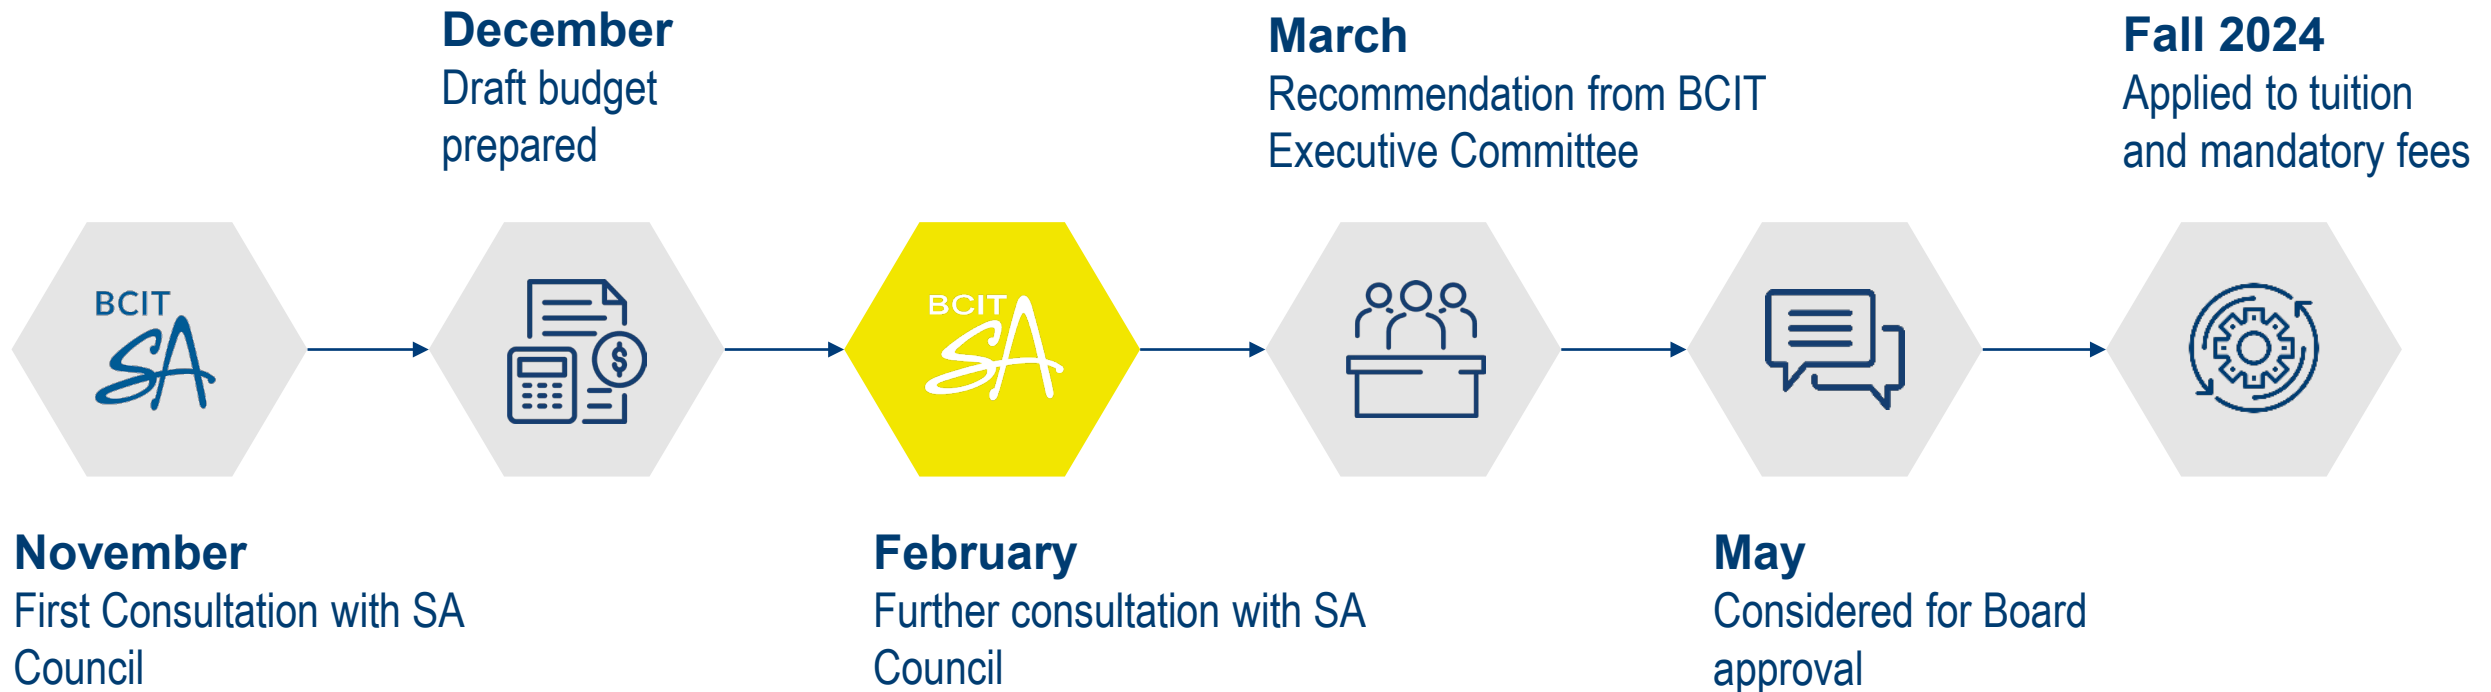 December
Draft budget
prepared
March
Recommendation from BCIT
Executive Committee
Fall 2024
Applied to tuition
and mandatory fees
BCIT
SA
$
BCIT
SA
November
First Consultation with SA
Council
February
Further consultation with SA
Council
May
Considered for Board
approval